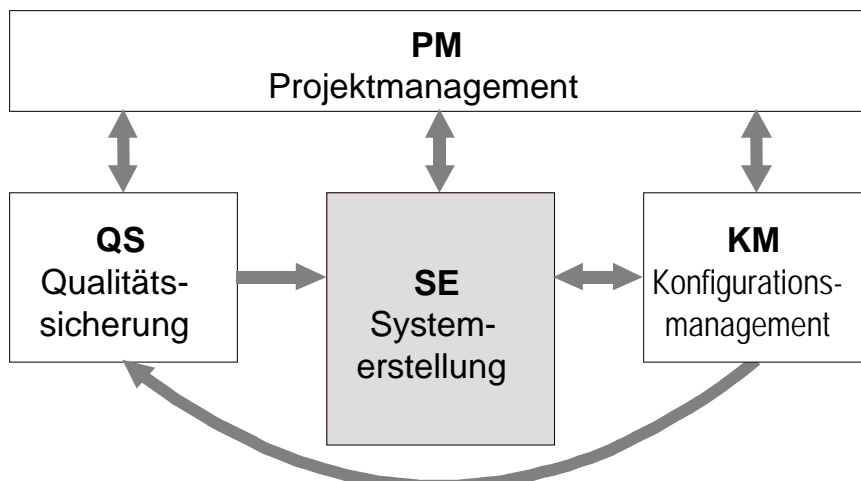 PM
Projektmanagement
QS
Qualitäts-
sicherung
SE
System-
erstellung
KM
Konfigurations-
management